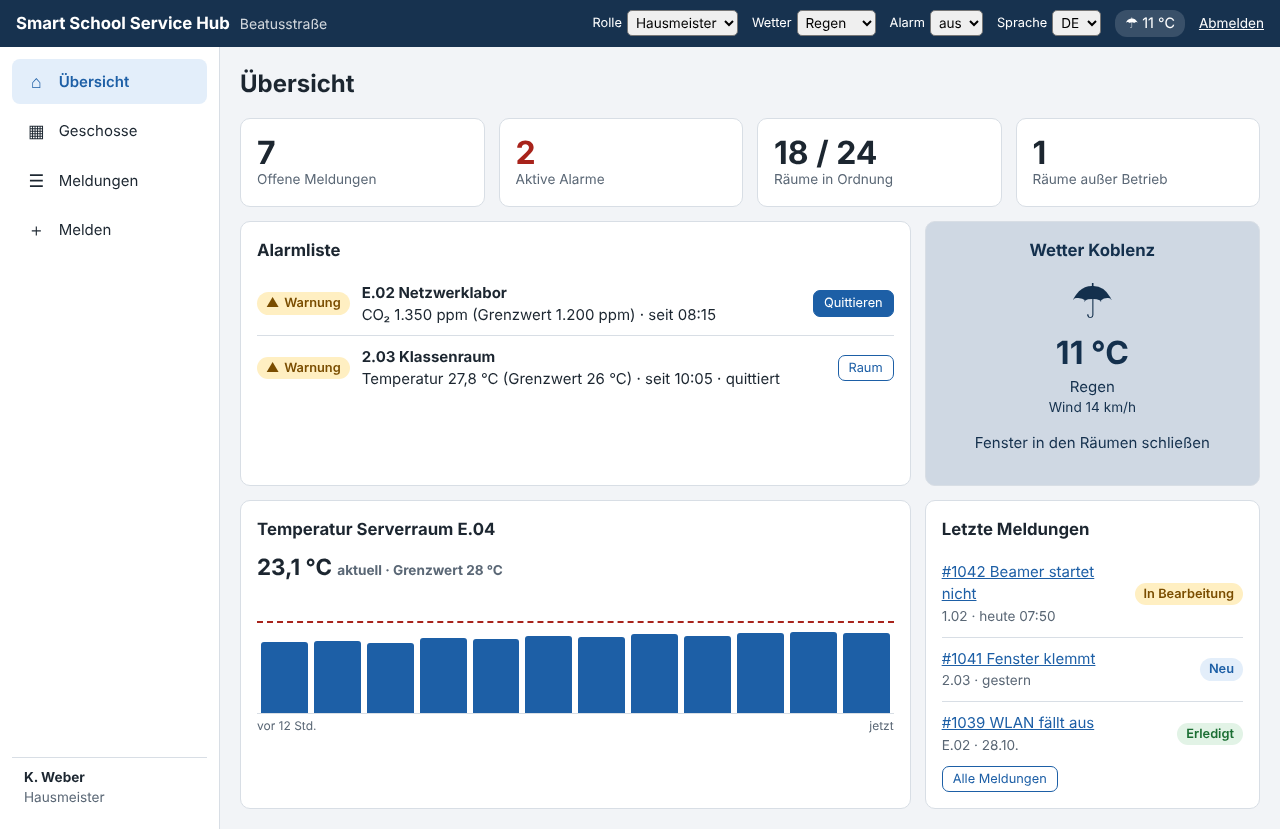 Smart School Service Hub Beatusstraße Rolle Hausmeister Wetter Regen Alarm aus Sprache DE ☂ 11 °C Abmelden
⌂ Übersicht
▦ Geschosse
☰ Meldungen
+ Melden
K. Weber
Hausmeister
Übersicht
7
Offene Meldungen
2
Aktive Alarme
18 / 24
Räume in Ordnung
1
Räume außer Betrieb
Alarmliste
▲ Warnung
E.02 Netzwerklabor
CO₂ 1.350 ppm (Grenzwert 1.200 ppm) · seit 08:15
Quittieren
▲ Warnung
2.03 Klassenraum
Temperatur 27,8 °C (Grenzwert 26 °C) · seit 10:05 · quittiert
Raum
Wetter Koblenz
☂
11 °C
Regen
Wind 14 km/h
Fenster in den Räumen schließen
Temperatur Serverraum E.04
23,1 °C aktuell · Grenzwert 28 °C
vor 12 Std. jetzt
Letzte Meldungen
#1042 Beamer startet
nicht
1.02 · heute 07:50
In Bearbeitung
#1041 Fenster klemmt
2.03 · gestern
Neu
#1039 WLAN fällt aus
E.02 · 28.10.
Erledigt
Alle Meldungen